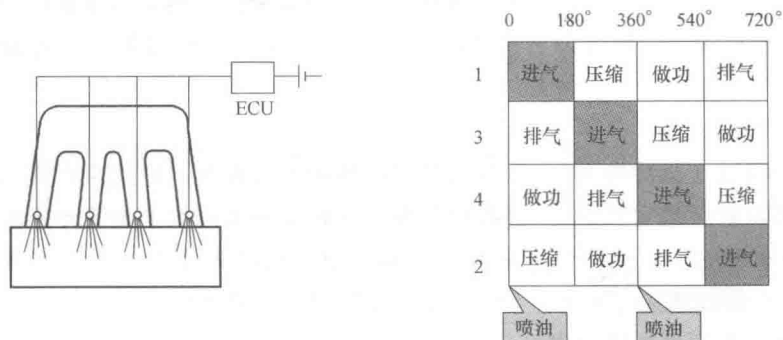 ECU
0 180° 360° 540° 720°
1 进气 压缩 做功 排气
3 排气 进气 压缩 做功
4 做功 排气 进气 压缩
2 压缩 做功 排气 进气
喷油 喷油